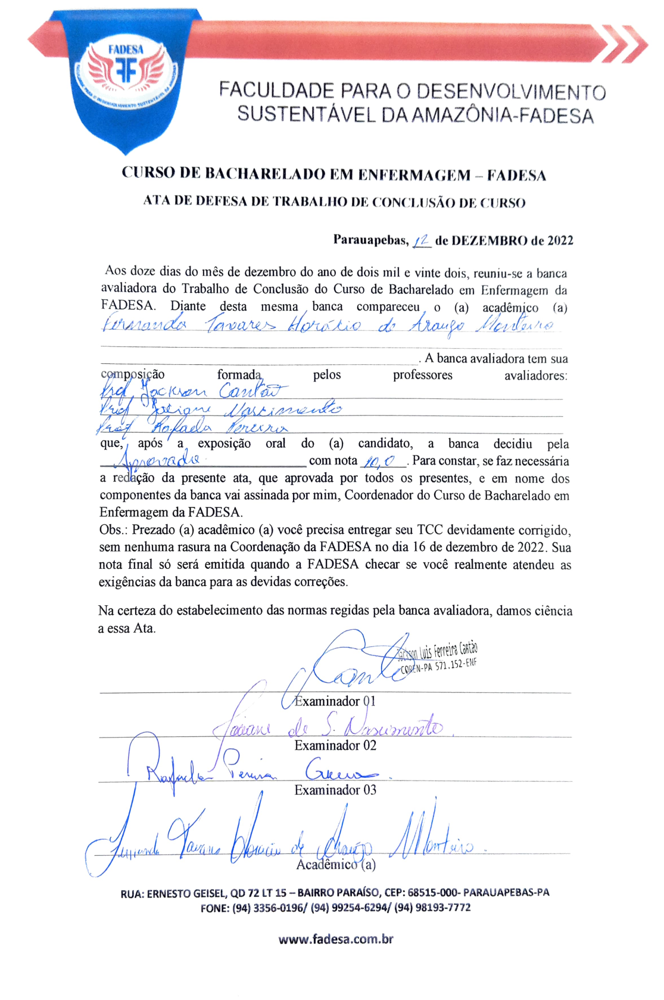 FADESA
FACULDADE PARA O DESENVOLVIMENTO SUSTENTÁVEL DA AMAZÔNIA
FACULDADE PARA O DESENVOLVIMENTO
SUSTENTÁVEL DA AMAZÔNIA-FADESA
CURSO DE BACHARELADO EM ENFERMAGEM – FADESA
ATA DE DEFESA DE TRABALHO DE CONCLUSÃO DE CURSO
Parauapebas, 12 de DEZEMBRO de 2022
Aos doze dias do mês de dezembro do ano de dois mil e vinte dois, reuniu-se a banca
avaliadora do Trabalho de Conclusão do Curso de Bacharelado em Enfermagem da
FADESA. Diante desta mesma banca compareceu o (a) acadêmico (a)
Fernanda Tavares Horácio de Araujo Monteiro
. A banca avaliadora tem sua
composição formada pelos professores avaliadores:
Prof Jackson Cantão
Prof Jociane Nascimento
Prof Rafaela Pereira
que, após a exposição oral do (a) candidato, a banca decidiu pela
Aprovada com nota 10,0. Para constar, se faz necessária
a redação da presente ata, que aprovada por todos os presentes, e em nome dos
componentes da banca vai assinada por mim, Coordenador do Curso de Bacharelado em
Enfermagem da FADESA.
Obs.: Prezado (a) acadêmico (a) você precisa entregar seu TCC devidamente corrigido,
sem nenhuma rasura na Coordenação da FADESA no dia 16 de dezembro de 2022. Sua
nota final só será emitida quando a FADESA checar se você realmente atendeu as
exigências da banca para as devidas correções.
Na certeza do estabelecimento das normas regidas pela banca avaliadora, damos ciência
a essa Ata.
Jackson Luis Ferreira Cantão
COREN-PA 571.152-ENF
Examinador 01
Jociane de S. Nascimento.
Examinador 02
Rafaela Pereira
Examinador 03
Fernanda Tavares Horácio de Araújo Monteiro.
Acadêmico (a)
RUA: ERNESTO GEISEL, QD 72 LT 15 – BAIRRO PARAÍSO, CEP: 68515-000- PARAUAPEBAS-PA
FONE: (94) 3356-0196/ (94) 99254-6294/ (94) 98193-7772
www.fadesa.com.br